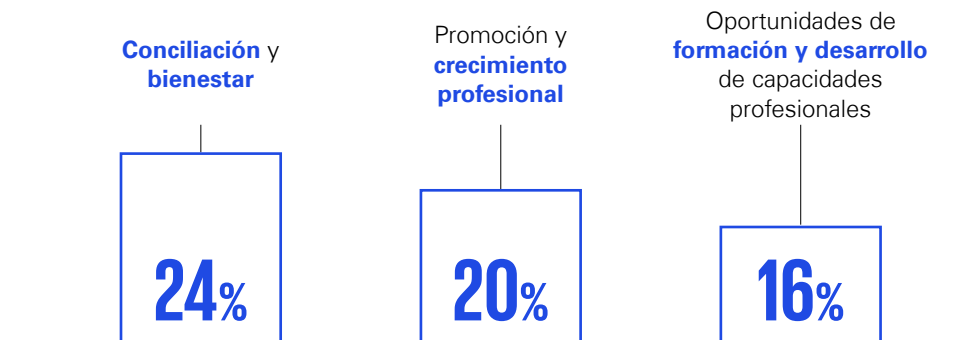 Conciliación y
bienestar
24%
Promoción y
crecimiento
profesional
20%
Oportunidades de
formación y desarrollo
de capacidades
profesionales
16%